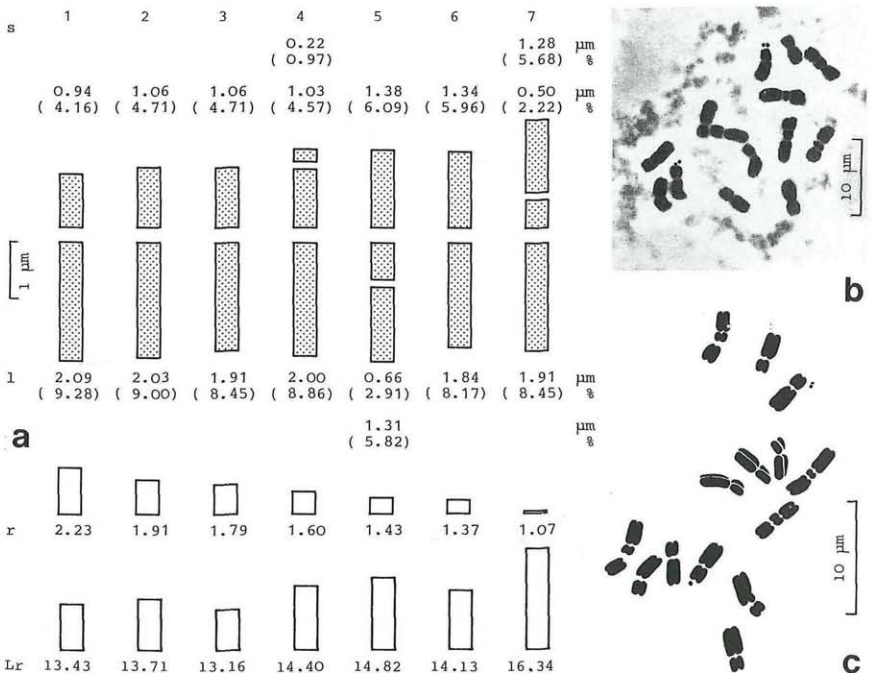 1 2 3 4 5 6 7
s
0.22 1.28 µm
( 0.97) ( 5.68) %
0.94 1.06 1.06 1.03 1.38 1.34 0.50 µm
( 4.16) ( 4.71) ( 4.71) ( 4.57) ( 6.09) ( 5.96) ( 2.22) %
1 µm
l 2.09 2.03 1.91 2.00 0.66 1.84 1.91 µm
( 9.28) ( 9.00) ( 8.45) ( 8.86) ( 2.91) ( 8.17) ( 8.45) %
1.31 µm
( 5.82) %
a
r 2.23 1.91 1.79 1.60 1.43 1.37 1.07
Lr 13.43 13.71 13.16 14.40 14.82 14.13 16.34
10 µm
b
10 µm
c